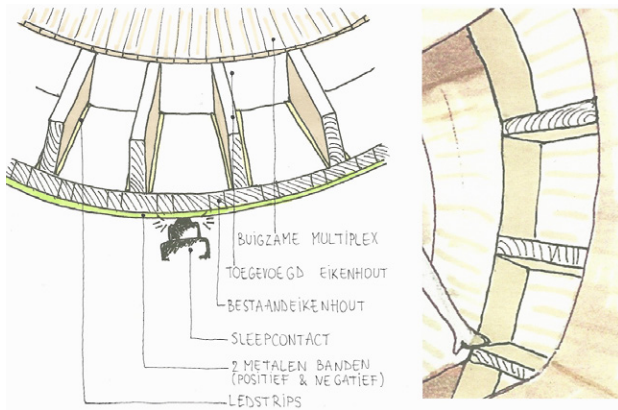 BUIGZAME MULTIPLEX
TOEGEVOEGD EIKENHOUT
BESTAANDEIKENHOUT
SLEEPCONTACT
2 METALEN BANDEN
(POSITIEF & NEGATIEF)
LEDSTRIPS